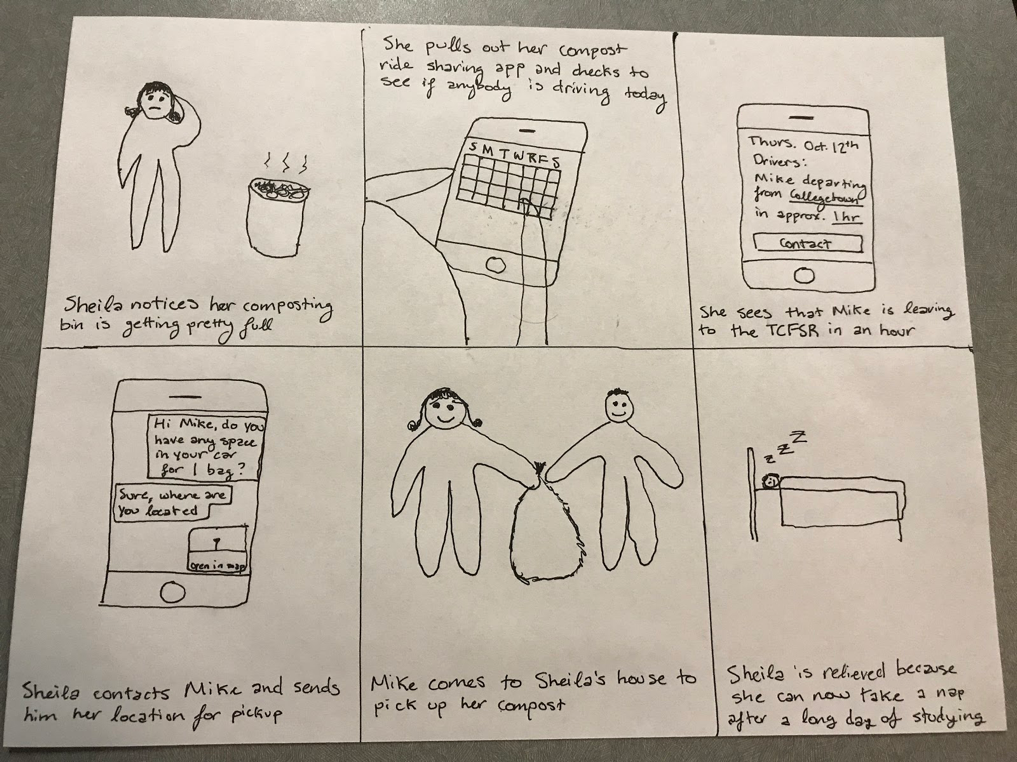 Sheila notices her composting
bin is getting pretty full
She pulls out her compost
ride sharing app and checks to
see if anybody is driving today
S M T W R F S
Thurs. Oct. 12th
Drivers:
Mike departing
from Collegetown
in approx. 1hr
Contact
She sees that Mike is leaving
to the TCFSR in an hour
Hi Mike, do you
have any space
in your car
for 1 bag?
Sure, where are
you located
open in map
Sheila contacts Mike and sends
him her location for pickup
Mike comes to Sheila's house to
pick up her compost
z z Z
Sheila is relieved because
she can now take a nap
after a long day of studying